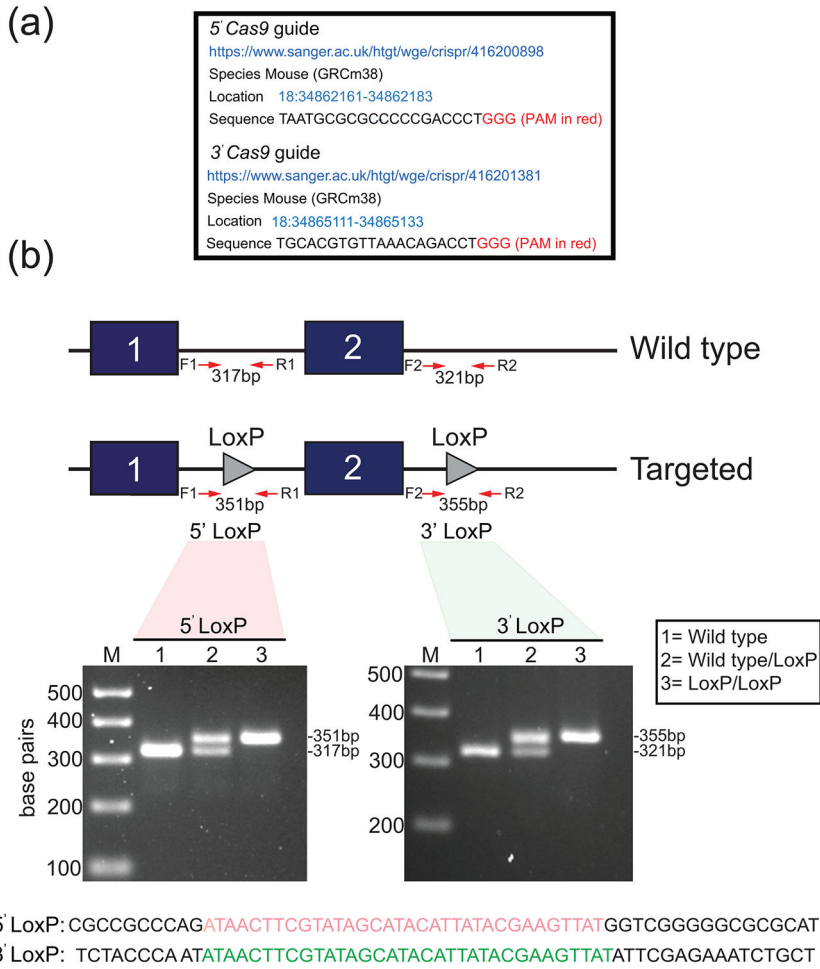 (a)
5' Cas9 guide
https://www.sanger.ac.uk/htgt/wge/crispr/416200898
Species Mouse (GRCm38)
Location 18:34862161-34862183
Sequence TAATGCGCGCCCCCGACCCTGGG (PAM in red)
3' Cas9 guide
https://www.sanger.ac.uk/htgt/wge/crispr/416201381
Species Mouse (GRCm38)
Location 18:34865111-34865133
Sequence TGCACGTGTTAAACAGACCTGGG (PAM in red)
(b)
1 2 Wild type
F1 R1 F2 R2
317bp 321bp
LoxP LoxP
1 2 Targeted
F1 R1 F2 R2
351bp 355bp
5' LoxP 3' LoxP
5' LoxP
M 1 2 3
500
400
300
200
100
base pairs
-351bp
-317bp
3' LoxP
M 1 2 3
500
400
300
200
-355bp
-321bp
1= Wild type
2= Wild type/LoxP
3= LoxP/LoxP
5' LoxP: CGCCGCCCAGATAACTTCGTATAGCATACATTATACGAAGTTATGGTCGGGGGCGCGCAT
3' LoxP: TCTACCCAATATAACTTCGTATAGCATACATTATACGAAGTTATATTCGAGAAATCTGCT